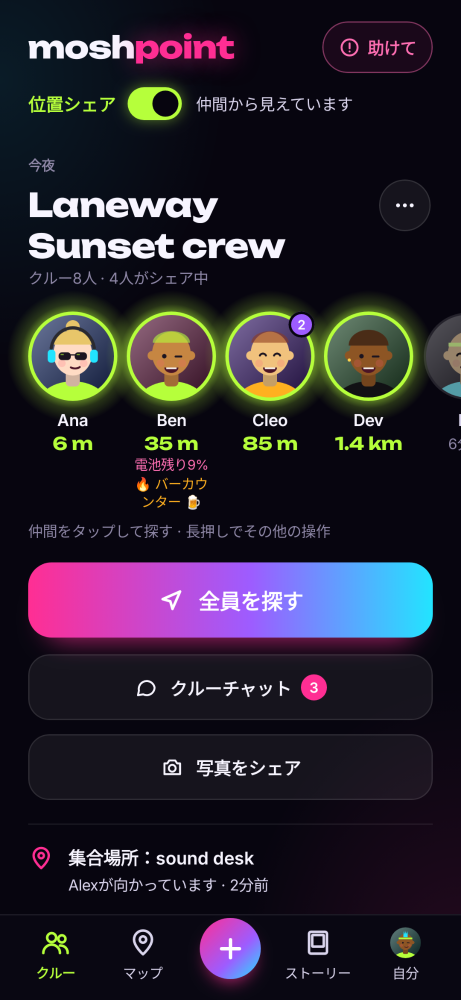 moshpoint
助けて
位置シェア
仲間から見えています
今夜
Laneway
Sunset crew
クルー8人 · 4人がシェア中
2
Ana
Ben
Cleo
Dev
6 m
35 m
85 m
1.4 km
電池残り9%
🔥 バーカウ
ンター 🍺
仲間をタップして探す · 長押しでその他の操作
全員を探す
クルーチャット 3
写真をシェア
集合場所：sound desk
Alexが向かっています · 2分前
クルー
マップ
ストーリー
自分